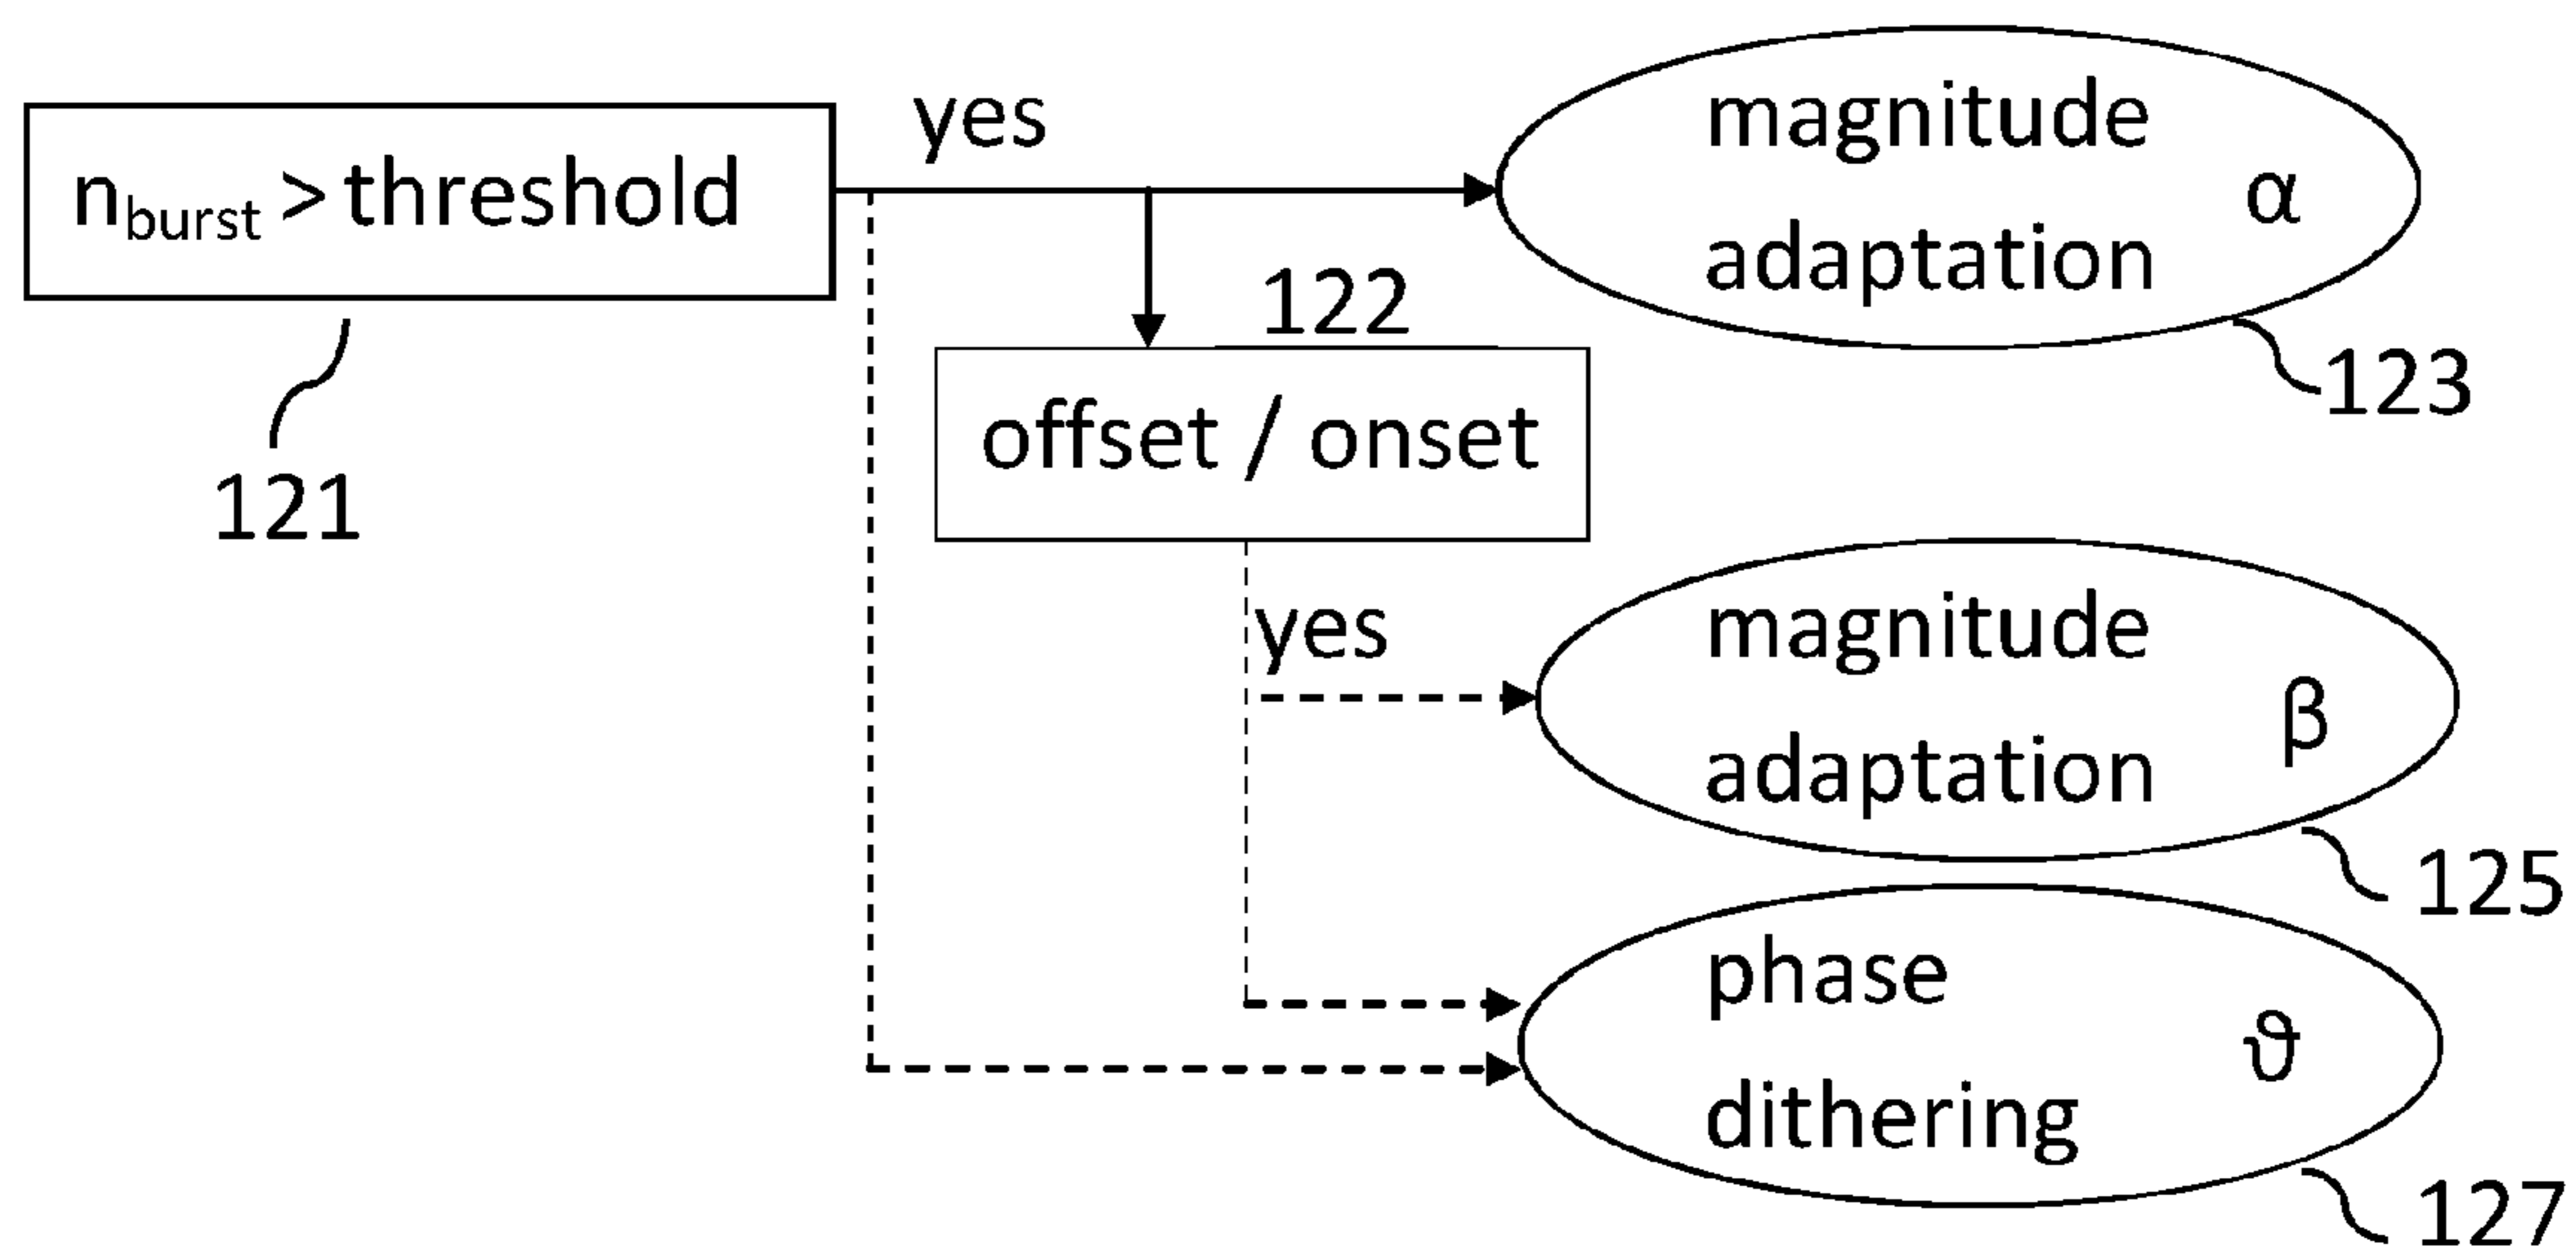 yes
n_burst > threshold
magnitude
adaptation α
122
123
offset / onset
121
yes
magnitude
adaptation β
125
phase
dithering ϑ
127